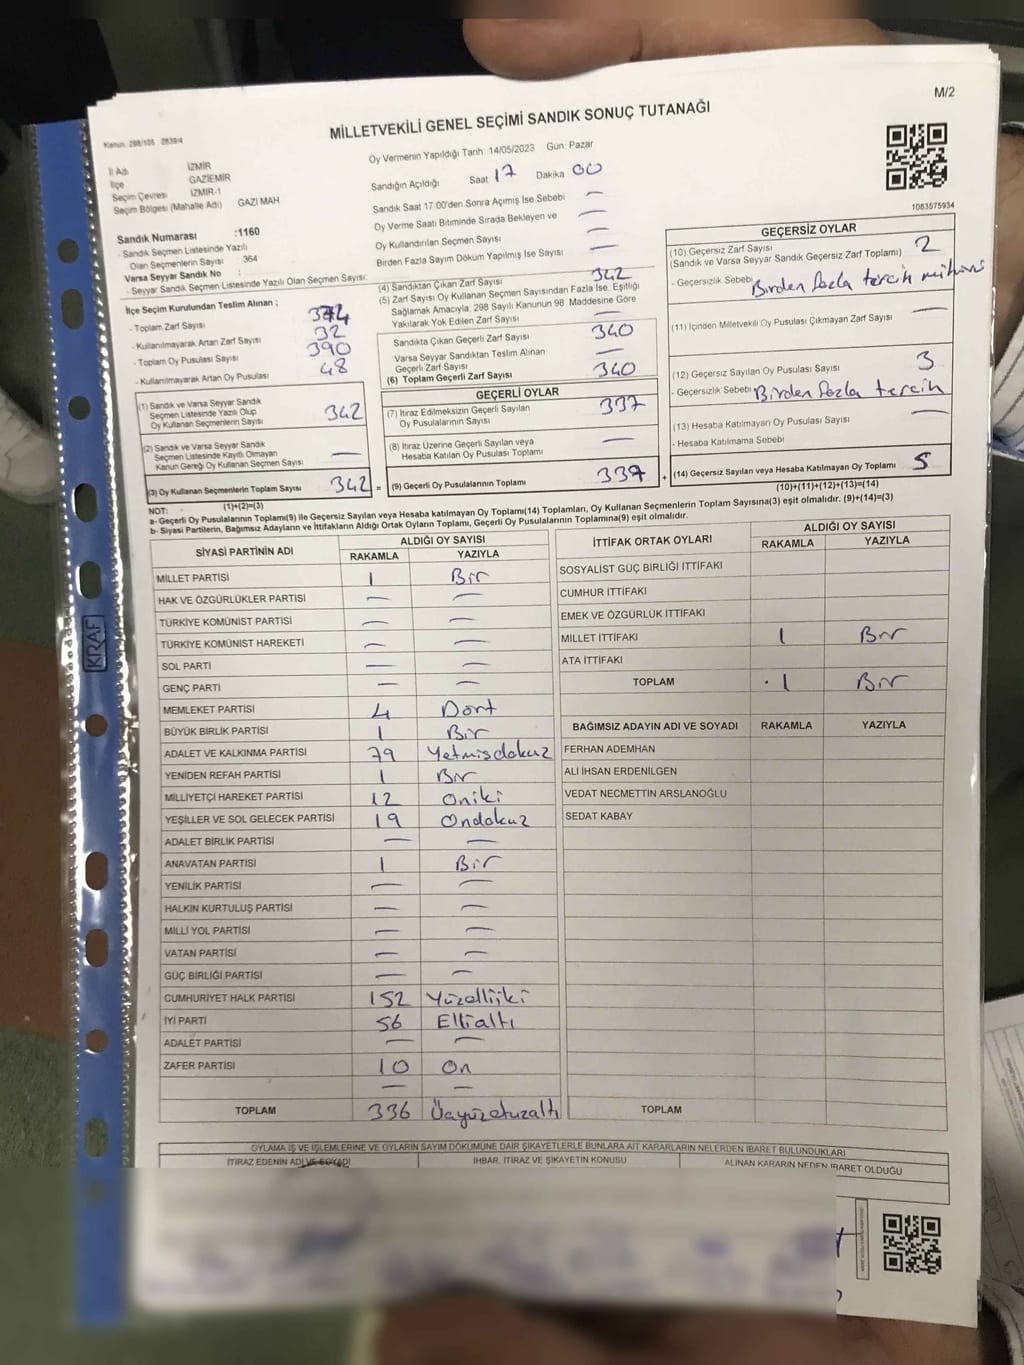 M/2
MİLLETVEKİLİ GENEL SEÇİMİ SANDIK SONUÇ TUTANAĞI
Kanun. 298/105 2839/4
İl Adı İZMİR
İlçe GAZİEMİR
Seçim Çevresi İZMİR-1
Seçim Bölgesi (Mahalle Adı) GAZI MAH
Oy Vermenin Yapıldığı Tarih 14/05/2023 Gün. Pazar
Sandığın Açıldığı Saat 17 Dakika 00
Sandık Saat 17 00'den Sonra Açımış Ise Sebebi —
Oy Verme Saati Bitiminde Sırada Bekleyen ve
Oy Kullandırılan Seçmen Sayısı —
Birden Fazla Sayım Döküm Yapılmış Ise Sayısı —
1083575934
Sandık Numarası :1160
- Sandık Seçmen Listesinde Yazılı
Olan Seçmenlerin Sayısı 364
Varsa Seyyar Sandık No :
- Seyyar Sandık Seçmen Listesinde Yazılı Olan Seçmen Sayısı:
İlçe Seçim Kurulundan Teslim Alınan ;
- Toplam Zarf Sayısı 374
- Kullanılmayarak Artan Zarf Sayısı 32
- Toplam Oy Pusulası Sayısı 390
- Kullanılmayarak Artan Oy Pusulası 48
(1) Sandık ve Varsa Seyyar Sandık
Seçmen Listesinde Yazılı Olup
Oy Kullanan Seçmenlerin Sayısı 342
(2) Sandık ve Varsa Seyyar Sandık
Seçmen Listesinde Kayıtlı Olmayan
Kanun Gereği Oy Kullanan Seçmen Sayısı —
(3) Oy Kullanan Seçmenlerin Toplam Sayısı 342 =
(1)+(2)=(3)
(4) Sandıktan Çıkan Zarf Sayısı 342
(5) Zarf Sayısı Oy Kullanan Seçmen Sayısından Fazla Ise, Eşitliği
Sağlamak Amacıyla, 298 Sayılı Kanunun 98 Maddesine Göre
Yakılarak Yok Edilen Zarf Sayısı —
Sandıkta Çıkan Geçerli Zarf Sayısı 340
Varsa Seyyar Sandıktan Teslim Alınan
Geçerli Zarf Sayısı —
(6) Toplam Geçerli Zarf Sayısı 340
GEÇERLİ OYLAR
(7) İtiraz Edilmeksizin Geçerli Sayılan
Oy Pusulalarının Sayısı 337
(8) İtiraz Üzerine Geçerli Sayılan veya
Hesaba Katılan Oy Pusulası Toplamı —
(9) Geçerli Oy Pusulalarının Toplamı 337 +
GEÇERSİZ OYLAR
(10) Geçersiz Zarf Sayısı
(Sandık ve Varsa Seyyar Sandık Geçersiz Zarf Toplamı) 2
- Geçersizlik Sebebi Birden fazla tercih mührü
(11) İçinden Milletvekili Oy Pusulası Çıkmayan Zarf Sayısı —
(12) Geçersiz Sayılan Oy Pusulası Sayısı 3
- Geçersizlik Sebebi Birden fazla tercih
(13) Hesaba Katılmayan Oy Pusulası Sayısı —
- Hesaba Katılmama Sebebi
(14) Geçersiz Sayılan veya Hesaba Katılmayan Oy Toplamı 5
(10)+(11)+(12)+(13)=(14)
NOT:
a- Geçerli Oy Pusulalarının Toplamı(9) ile Geçersiz Sayılan veya Hesaba katılmayan Oy Toplamı(14) Toplamları, Oy Kullanan Seçmenlerin Toplam Sayısına(3) eşit olmalıdır. (9)+(14)=(3)
b- Siyasi Partilerin, Bağımsız Adayların ve İttifakların Aldığı Ortak Oyların Toplamı, Geçerli Oy Pusulalarının Toplamına(9) eşit olmalıdır.
SİYASİ PARTİNİN ADI ALDIĞI OY SAYISI
RAKAMLA YAZIYLA
MİLLET PARTİSİ 1 Bir
HAK VE ÖZGÜRLÜKLER PARTİSİ — —
TÜRKİYE KOMÜNİST PARTİSİ — —
TÜRKİYE KOMÜNİST HAREKETİ — —
SOL PARTİ — —
GENÇ PARTİ — —
MEMLEKET PARTİSİ 4 Dört
BÜYÜK BİRLİK PARTİSİ 1 Bir
ADALET VE KALKINMA PARTİSİ 79 Yetmişdokuz
YENİDEN REFAH PARTİSİ 1 Bir
MİLLİYETÇİ HAREKET PARTİSİ 12 Oniki
YEŞİLLER VE SOL GELECEK PARTİSİ 19 Ondokuz
ADALET BİRLİK PARTİSİ — —
ANAVATAN PARTİSİ 1 Bir
YENİLİK PARTİSİ — —
HALKIN KURTULUŞ PARTİSİ — —
MİLLİ YOL PARTİSİ — —
VATAN PARTİSİ — —
GÜÇ BİRLİĞİ PARTİSİ — —
CUMHURİYET HALK PARTİSİ 152 Yüzelliiki
İYİ PARTİ 56 Ellialtı
ADALET PARTİSİ — —
ZAFER PARTİSİ 10 On
— —
TOPLAM 336
İTTİFAK ORTAK OYLARI ALDIĞI OY SAYISI
RAKAMLA YAZIYLA
SOSYALİST GÜÇ BİRLİĞİ İTTİFAKI
CUMHUR İTTİFAKI
EMEK VE ÖZGÜRLÜK İTTİFAKI
MİLLET İTTİFAKI 1 Bir
ATA İTTİFAKI
TOPLAM 1 Bir
BAĞIMSIZ ADAYIN ADI VE SOYADI RAKAMLA YAZIYLA
FERHAN ADEMHAN
ALİ İHSAN ERDENİLGEN
VEDAT NECMETTİN ARSLANOĞLU
SEDAT KABAY
TOPLAM
OYLAMA İŞ VE İŞLEMLERİNE VE OYLARIN SAYIM DÖKÜMÜNE DAİR ŞİKAYETLERLE BUNLARA AİT KARARLARIN NELERDEN İBARET BULUNDUKLARI
İTİRAZ EDENİN ADI VE SOYADI İHBAR, İTİRAZ VE ŞİKAYETİN KONUSU ALINAN KARARIN NEDEN İBARET OLDUĞU
KRAF